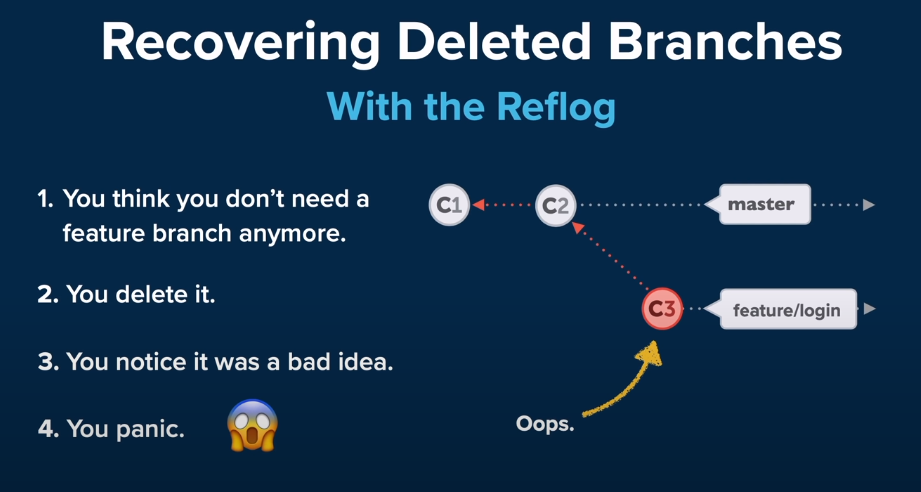 Recovering Deleted Branches
With the Reflog
1. You think you don’t need a
feature branch anymore.
2. You delete it.
3. You notice it was a bad idea.
4. You panic.
C1
C2
master
C3
feature/login
Oops.